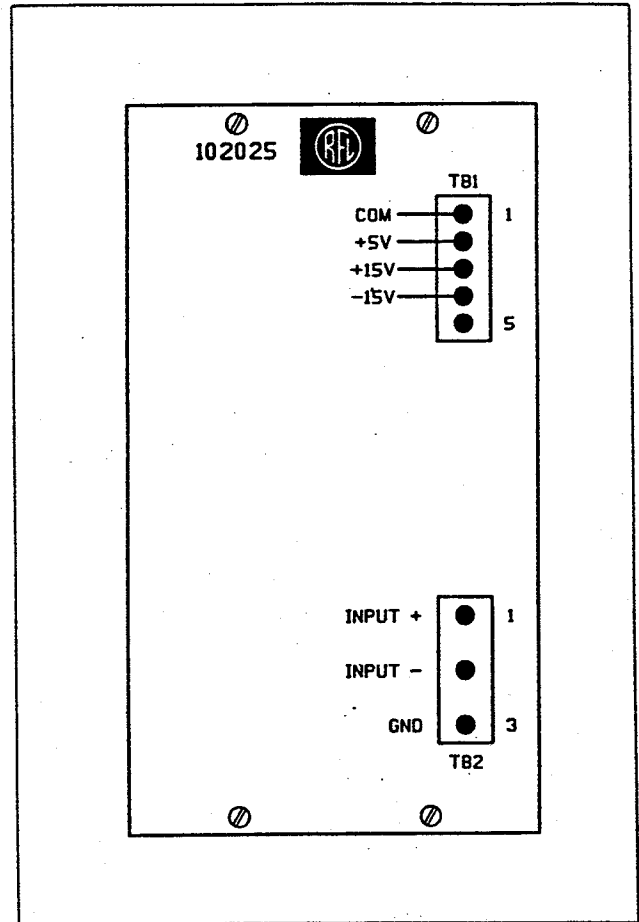 102025 RFL
TB1
COM 1
+5V
+15V
-15V
5
INPUT + 1
INPUT -
GND 3
TB2